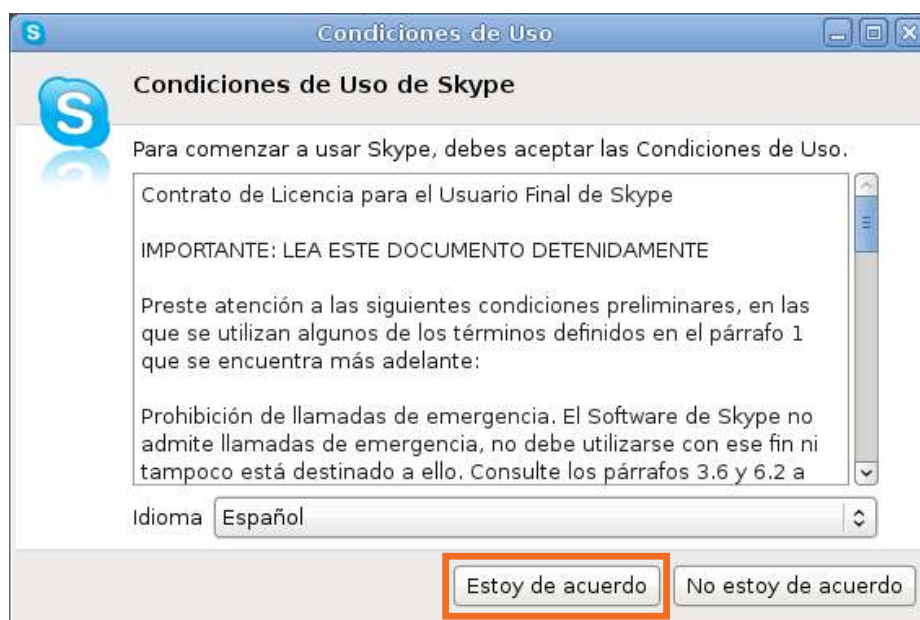 Condiciones de Uso
Condiciones de Uso de Skype
Para comenzar a usar Skype, debes aceptar las Condiciones de Uso.
Contrato de Licencia para el Usuario Final de Skype
IMPORTANTE: LEA ESTE DOCUMENTO DETENIDAMENTE
Preste atención a las siguientes condiciones preliminares, en las
que se utilizan algunos de los términos definidos en el párrafo 1
que se encuentra más adelante:
Prohibición de llamadas de emergencia. El Software de Skype no
admite llamadas de emergencia, no debe utilizarse con ese fin ni
tampoco está destinado a ello. Consulte los párrafos 3.6 y 6.2 a
Idioma Español
Estoy de acuerdo No estoy de acuerdo